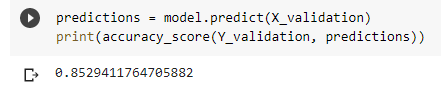 predictions = model.predict(X_validation)
print(accuracy_score(Y_validation, predictions))
0.8529411764705882